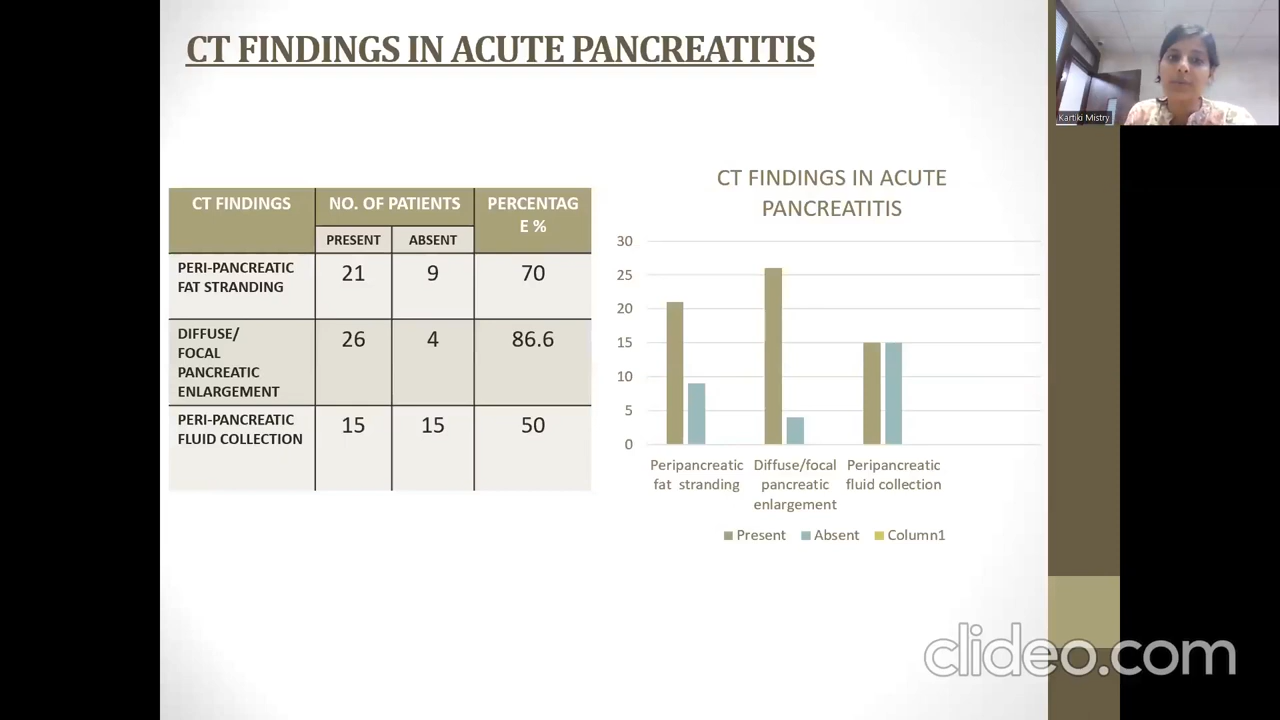 CT FINDINGS IN ACUTE PANCREATITIS
Kartiki Mistry
CT FINDINGS
NO. OF PATIENTS
PERCENTAG
E %
PRESENT
ABSENT
PERI-PANCREATIC
FAT STRANDING
21
9
70
DIFFUSE/
FOCAL
PANCREATIC
ENLARGEMENT
26
4
86.6
PERI-PANCREATIC
FLUID COLLECTION
15
15
50
CT FINDINGS IN ACUTE
PANCREATITIS
30
25
20
15
10
5
0
Peripancreatic
fat stranding
Diffuse/focal
pancreatic
enlargement
Peripancreatic
fluid collection
Present
Absent
Column1
clideo.com